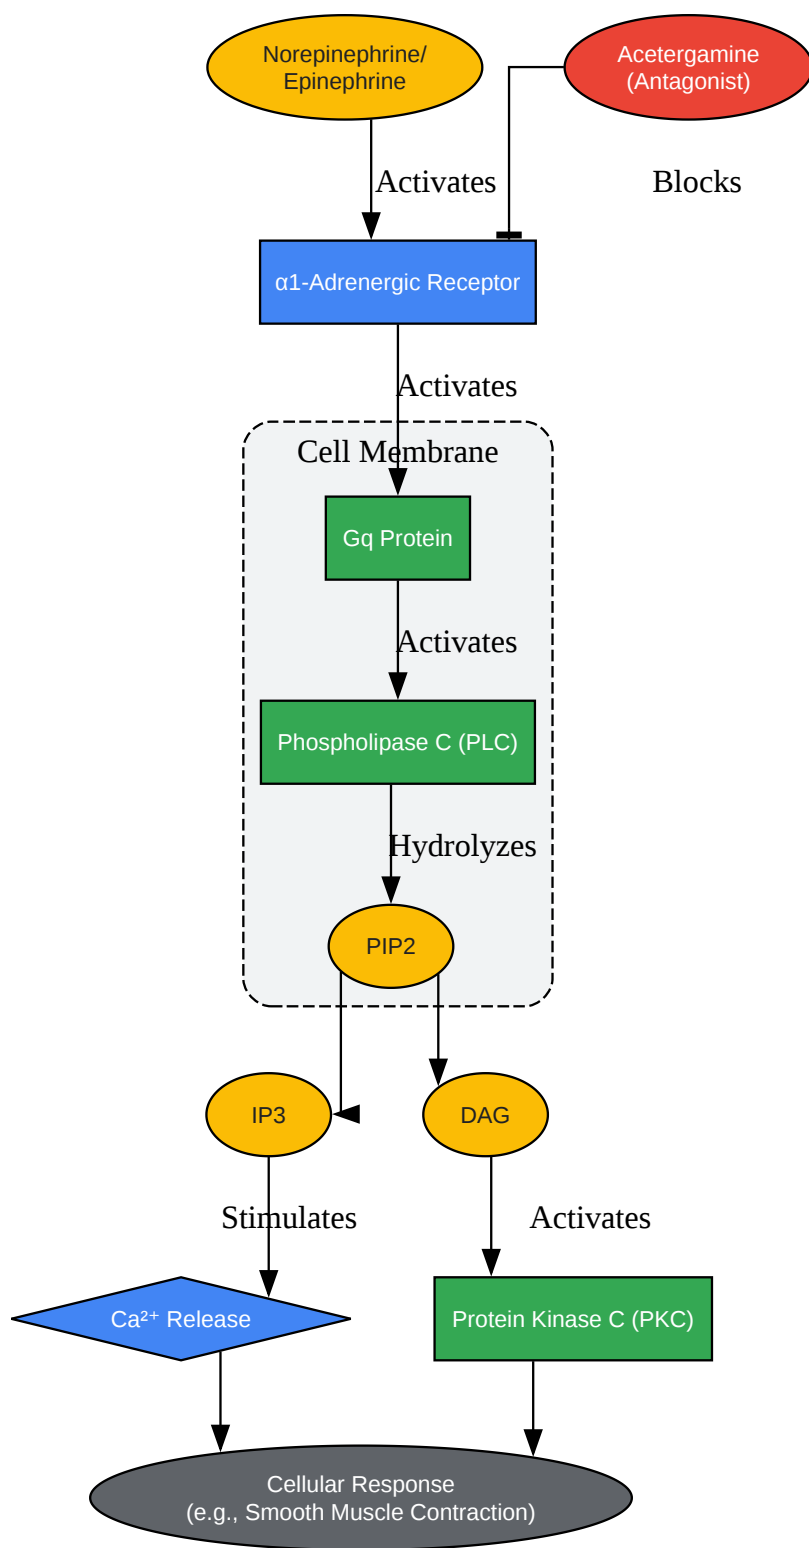 Norepinephrine/
Epinephrine
Acetergamine
(Antagonist)
Activates
Blocks
α1-Adrenergic Receptor
Activates
Cell Membrane
Gq Protein
Activates
Phospholipase C (PLC)
Hydrolyzes
PIP2
IP3
DAG
Stimulates
Activates
Ca²⁺ Release
Protein Kinase C (PKC)
Cellular Response
(e.g., Smooth Muscle Contraction)